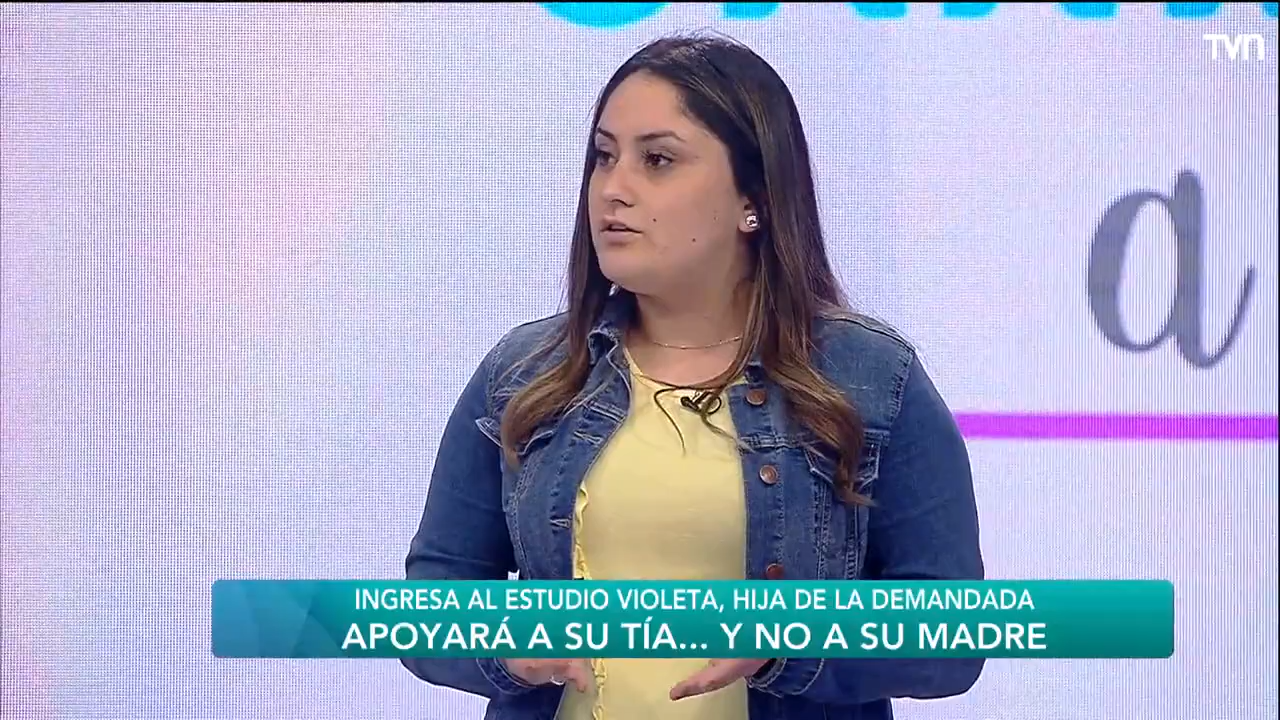 TVN
a
INGRESA AL ESTUDIO VIOLETA, HIJA DE LA DEMANDADA
APOYARÁ A SU TÍA... Y NO A SU MADRE